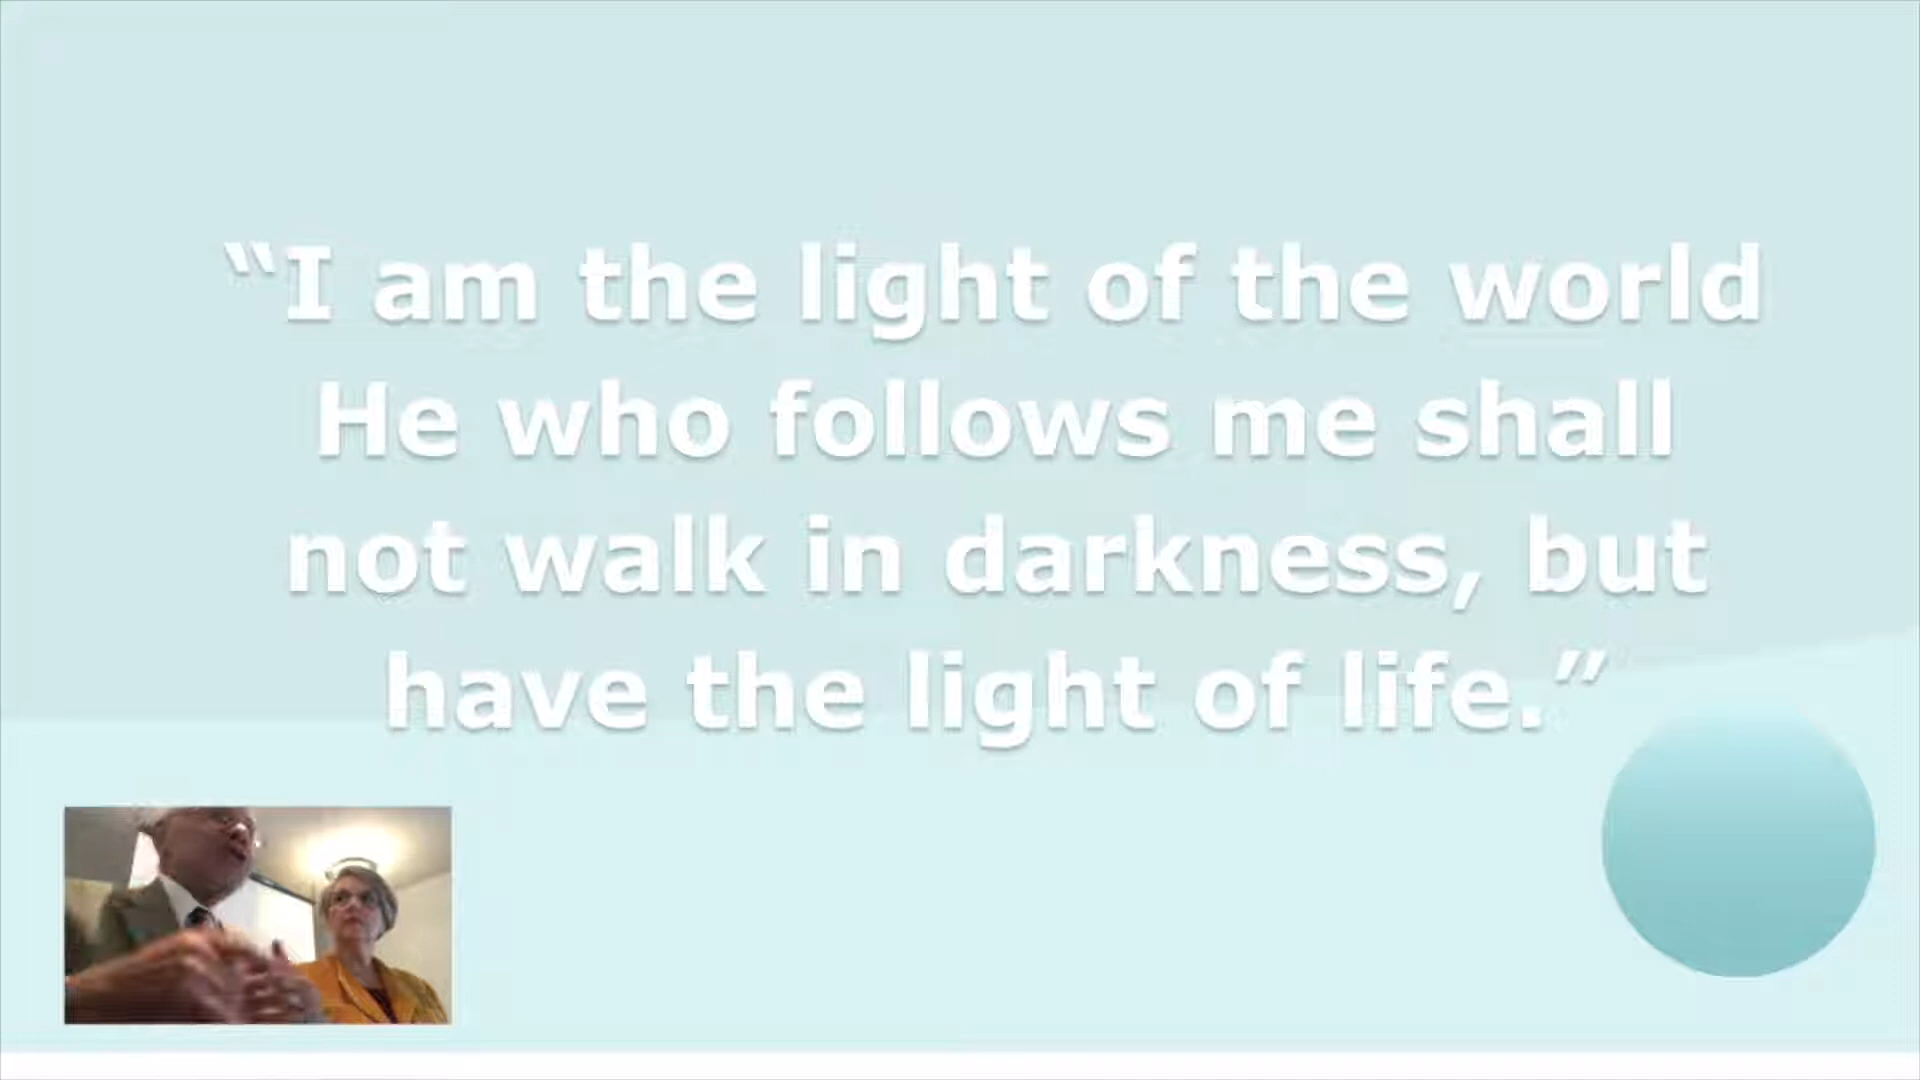 “I am the light of the world
He who follows me shall
not walk in darkness, but
have the light of life.”